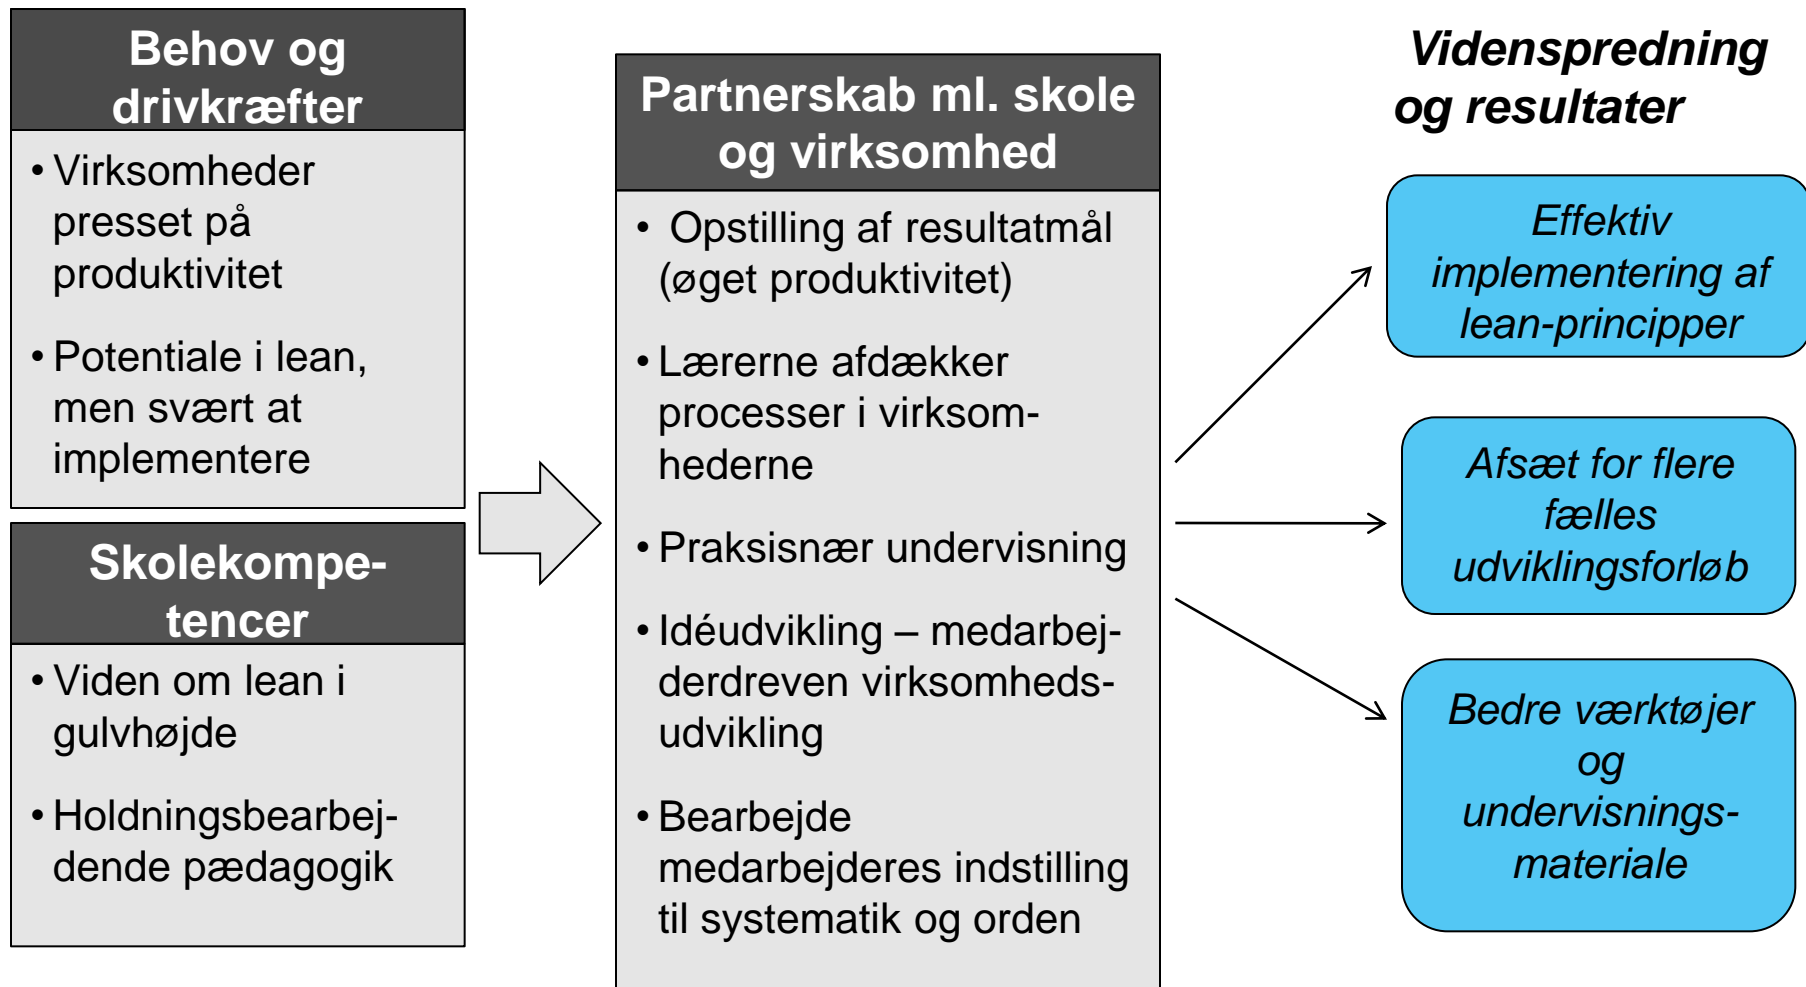 Behov og
drivkræfter
• Virksomheder
presset på
produktivitet
• Potentiale i lean,
men svært at
implementere
Skolekompe-
tencer
• Viden om lean i
gulvhøjde
• Holdningsbearbej-
dende pædagogik
Partnerskab ml. skole
og virksomhed
• Opstilling af resultatmål
(øget produktivitet)
• Lærerne afdækker
processer i virksom-
hederne
• Praksisnær undervisning
• Idéudvikling – medarbej-
derdreven virksomheds-
udvikling
• Bearbejde
medarbejderes indstilling
til systematik og orden
Videnspredning
og resultater
Effektiv
implementering af
lean-principper
Afsæt for flere
fælles
udviklingsforløb
Bedre værktøjer
og
undervisnings-
materiale